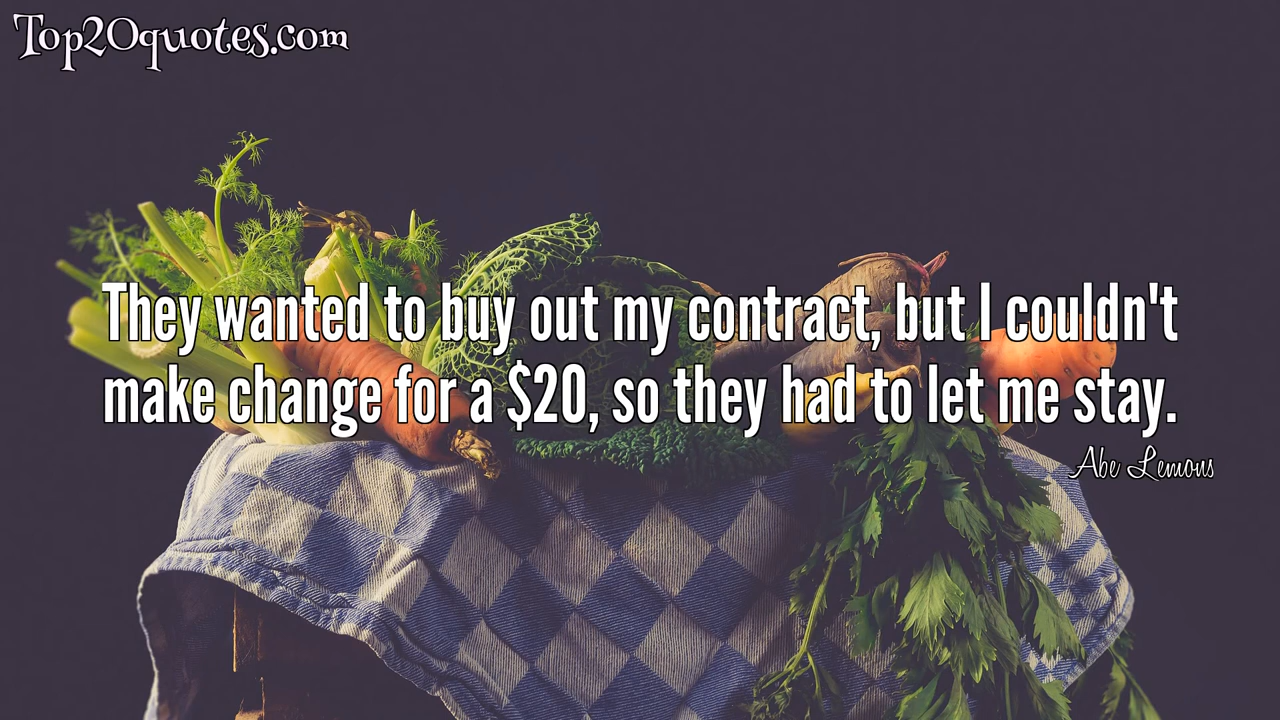 Top20quotes.com
They wanted to buy out my contract, but I couldn't
make change for a $20, so they had to let me stay.
Abe Lemons